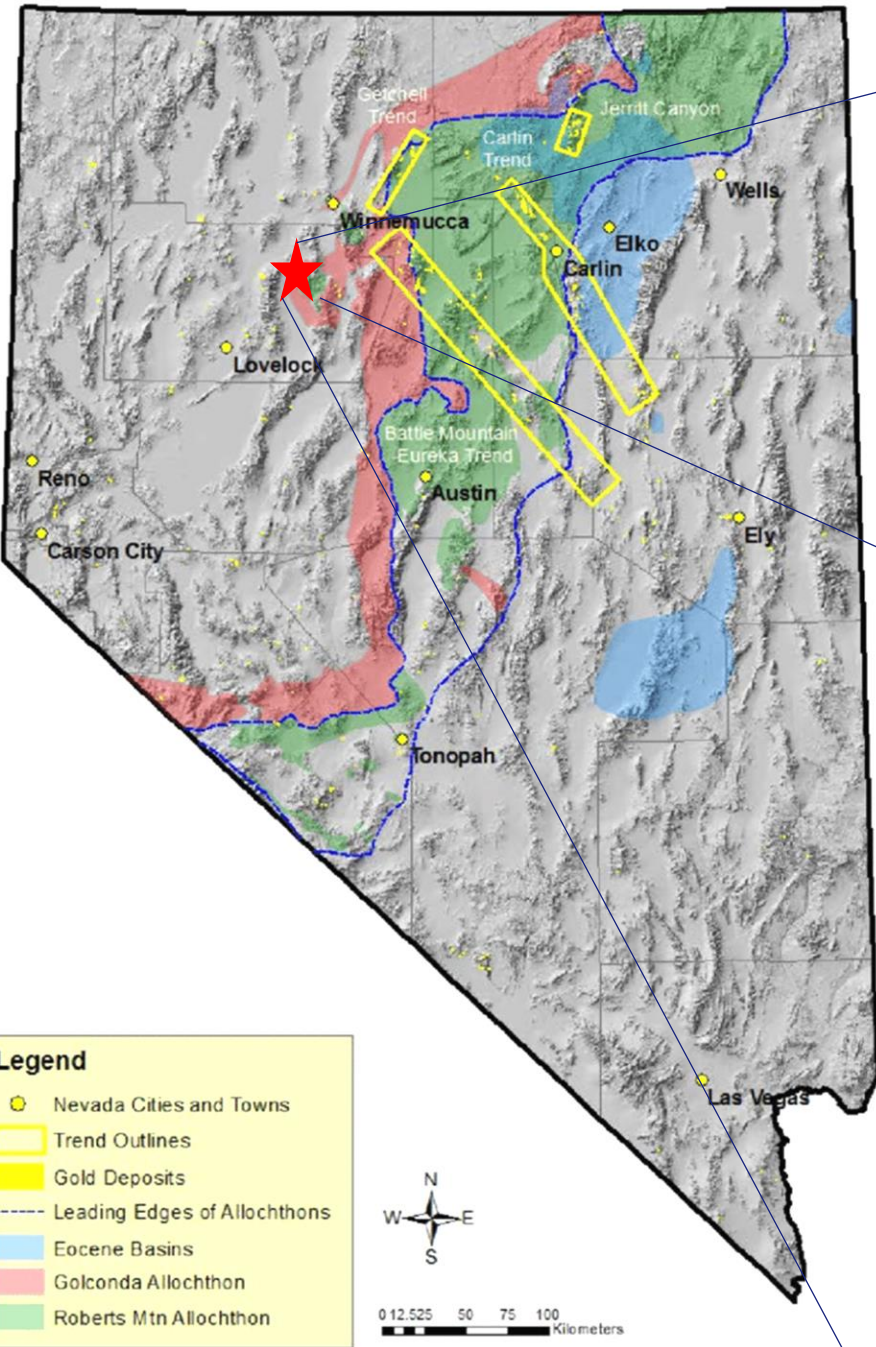 Getchell
Trend
Jerritt Canyon
Carlin
Trend
Wells
Winnemucca
Elko
Carlin
Lovelock
Battle Mountain
Eureka Trend
Reno
Austin
Carson City
Ely
Tonopah
Las Vegas
Legend
Nevada Cities and Towns
Trend Outlines
Gold Deposits
Leading Edges of Allochthons
Eocene Basins
Golconda Allochthon
Roberts Mtn Allochthon
N
W E
S
0 12.525 50 75 100
Kilometers